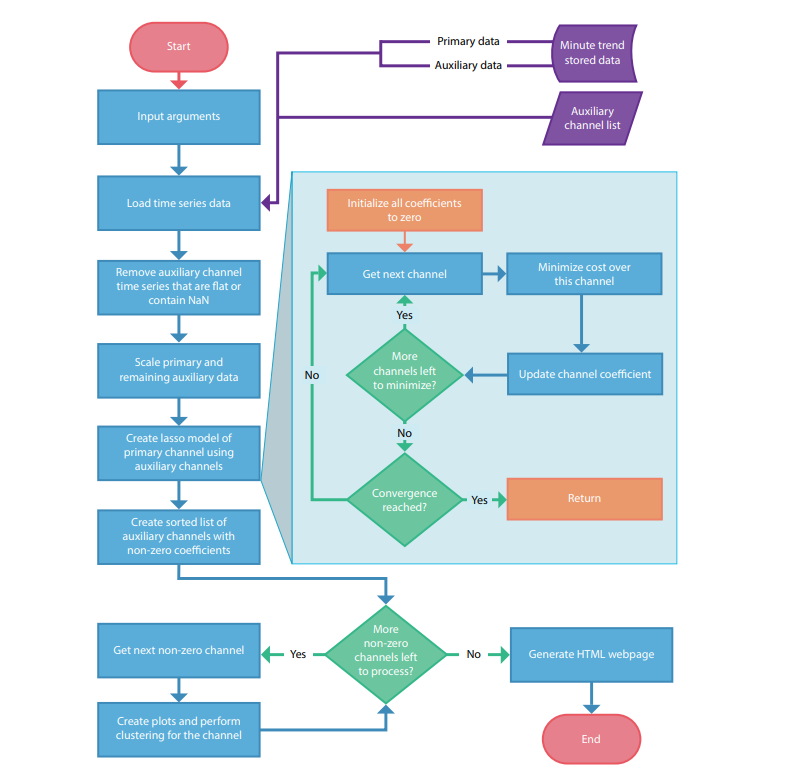 Start
Primary data
Auxiliary data
Minute trend
stored data
Input arguments
Auxiliary
channel list
Load time series data
Initialize all coefficients
to zero
Remove auxiliary channel
time series that are flat or
contain NaN
Get next channel
Minimize cost over
this channel
Yes
Scale primary and
remaining auxiliary data
More
channels left
to minimize?
Update channel coefficient
No
No
Create lasso model of
primary channel using
auxiliary channels
Convergence
reached?
Yes
Return
Create sorted list of
auxiliary channels with
non-zero coefficients
More
non-zero
channels left
to process?
Yes
Get next non-zero channel
No
Generate HTML webpage
Create plots and perform
clustering for the channel
End